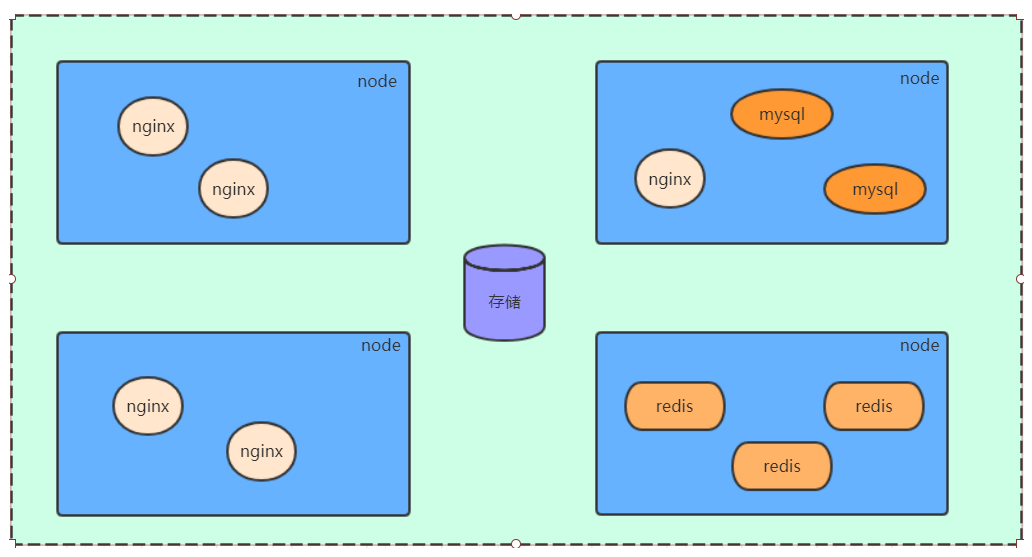 node
nginx
nginx
node
mysql
nginx
mysql
存储
node
nginx
nginx
node
redis
redis
redis